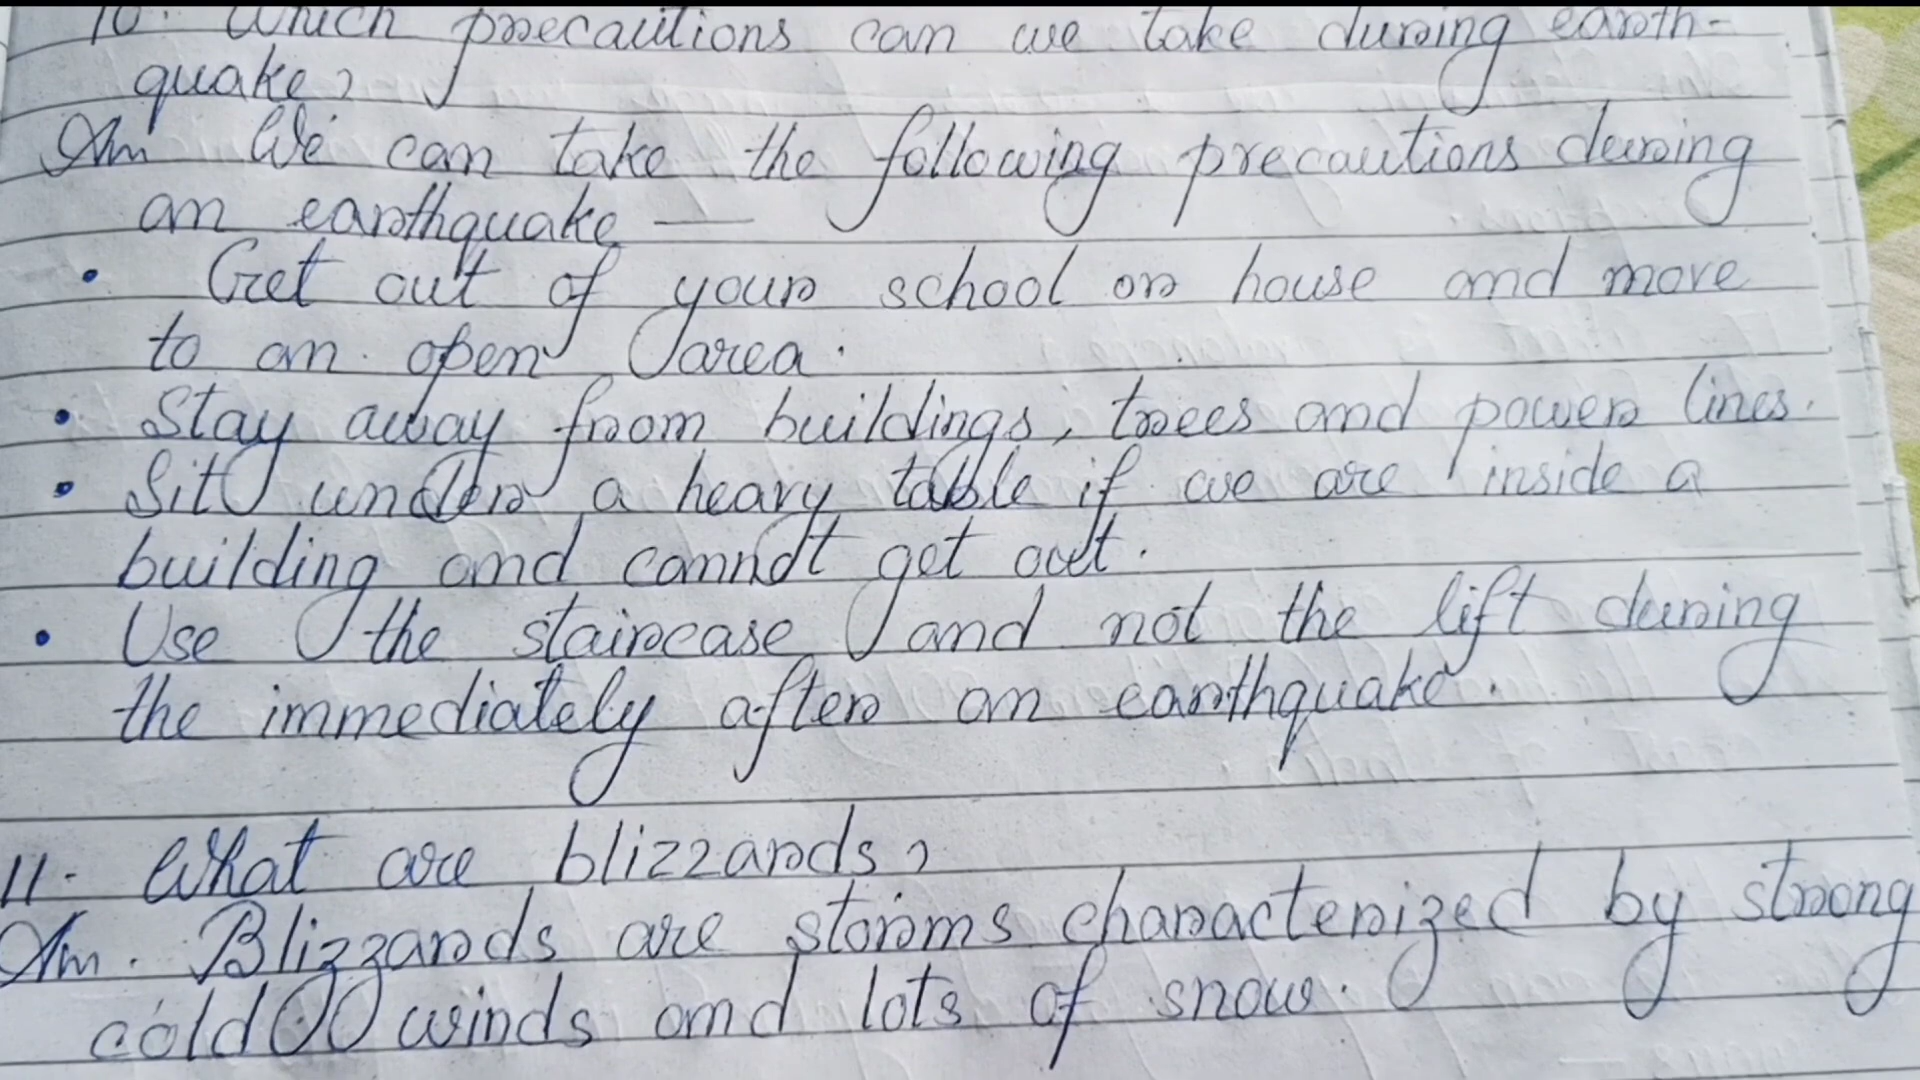 10. Which precautions can we take during earth-
quake?
Ans We can take the following precautions during
an earthquake —
• Get out of your school or house and move
to an open area.
• Stay away from buildings, trees and power lines.
• Sit under a heavy table if we are inside a
building and cannot get out.
• Use the staircase and not the lift during
the immediately after an earthquake.
11. What are blizzards?
Ans. Blizzards are storms characterized by strong
cold winds and lots of snow.